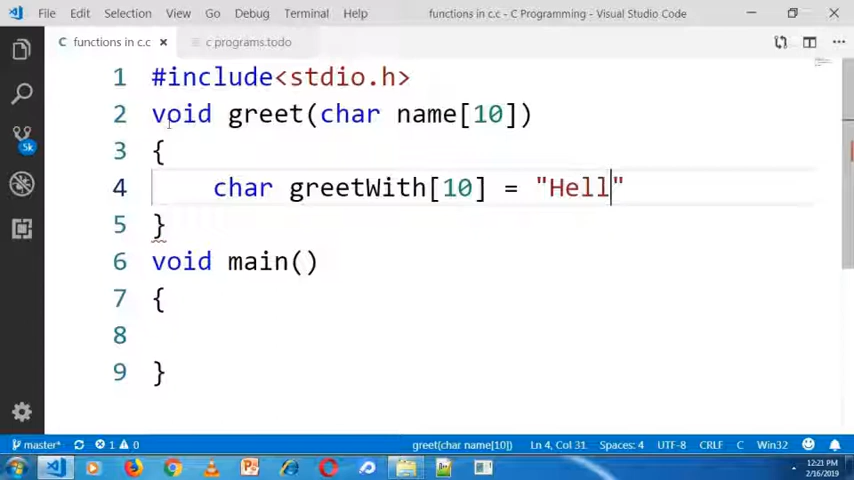 File Edit Selection View Go Debug Terminal Help functions in c.c - C Programming - Visual Studio Code
functions in c.c c programs.todo
1 #include<stdio.h>
2 void greet(char name[10])
3 {
4 char greetWith[10] = "Hell"
5 }
6 void main()
7 {
8
9 }
5k
master* 1 0 greet(char name[10]) Ln 4, Col 31 Spaces: 4 UTF-8 CRLF C Win32
12:21 PM
2/16/2019